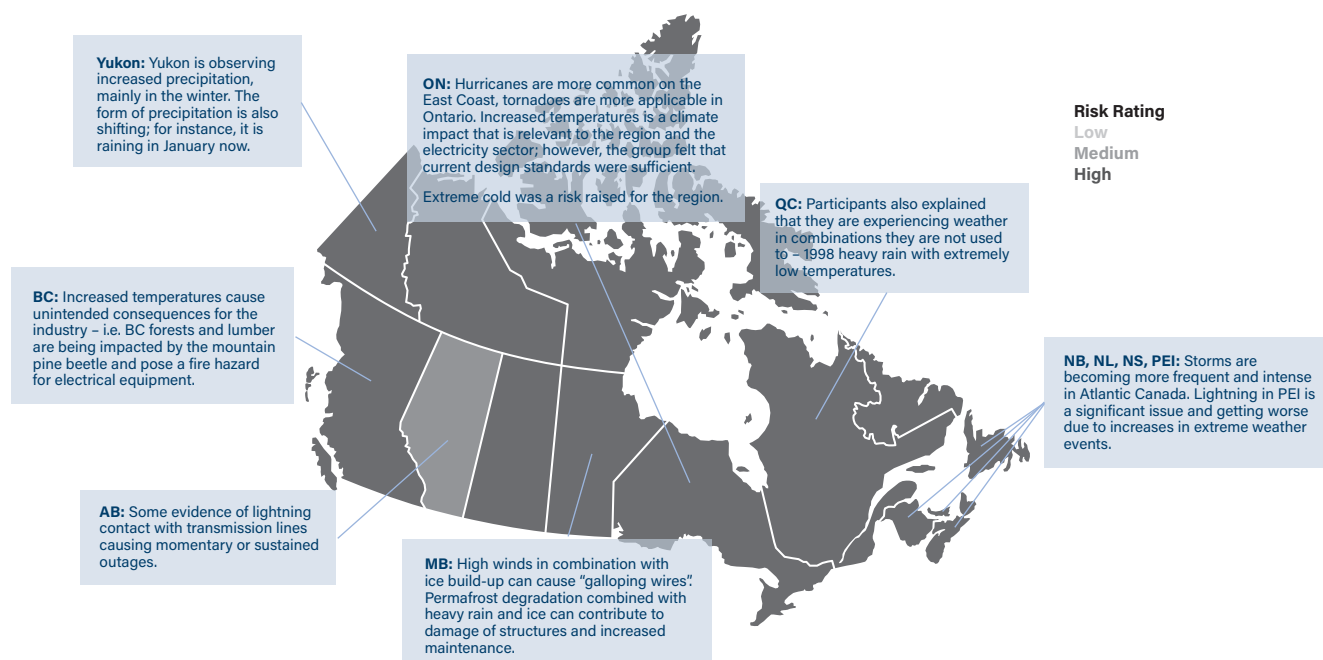 Yukon: Yukon is observing
increased precipitation,
mainly in the winter. The
form of precipitation is also
shifting; for instance, it is
raining in January now.
ON: Hurricanes are more common on the
East Coast, tornadoes are more applicable in
Ontario. Increased temperatures is a climate
impact that is relevant to the region and the
electricity sector; however, the group felt that
current design standards were sufficient.
Extreme cold was a risk raised for the region.
Risk Rating
Low
Medium
High
QC: Participants also explained
that they are experiencing weather
in combinations they are not used
to – 1998 heavy rain with extremely
low temperatures.
BC: Increased temperatures cause
unintended consequences for the
industry – i.e. BC forests and lumber
are being impacted by the mountain
pine beetle and pose a fire hazard
for electrical equipment.
NB, NL, NS, PEI: Storms are
becoming more frequent and intense
in Atlantic Canada. Lightning in PEI is
a significant issue and getting worse
due to increases in extreme weather
events.
AB: Some evidence of lightning
contact with transmission lines
causing momentary or sustained
outages.
MB: High winds in combination with
ice build-up can cause “galloping wires”.
Permafrost degradation combined with
heavy rain and ice can contribute to
damage of structures and increased
maintenance.